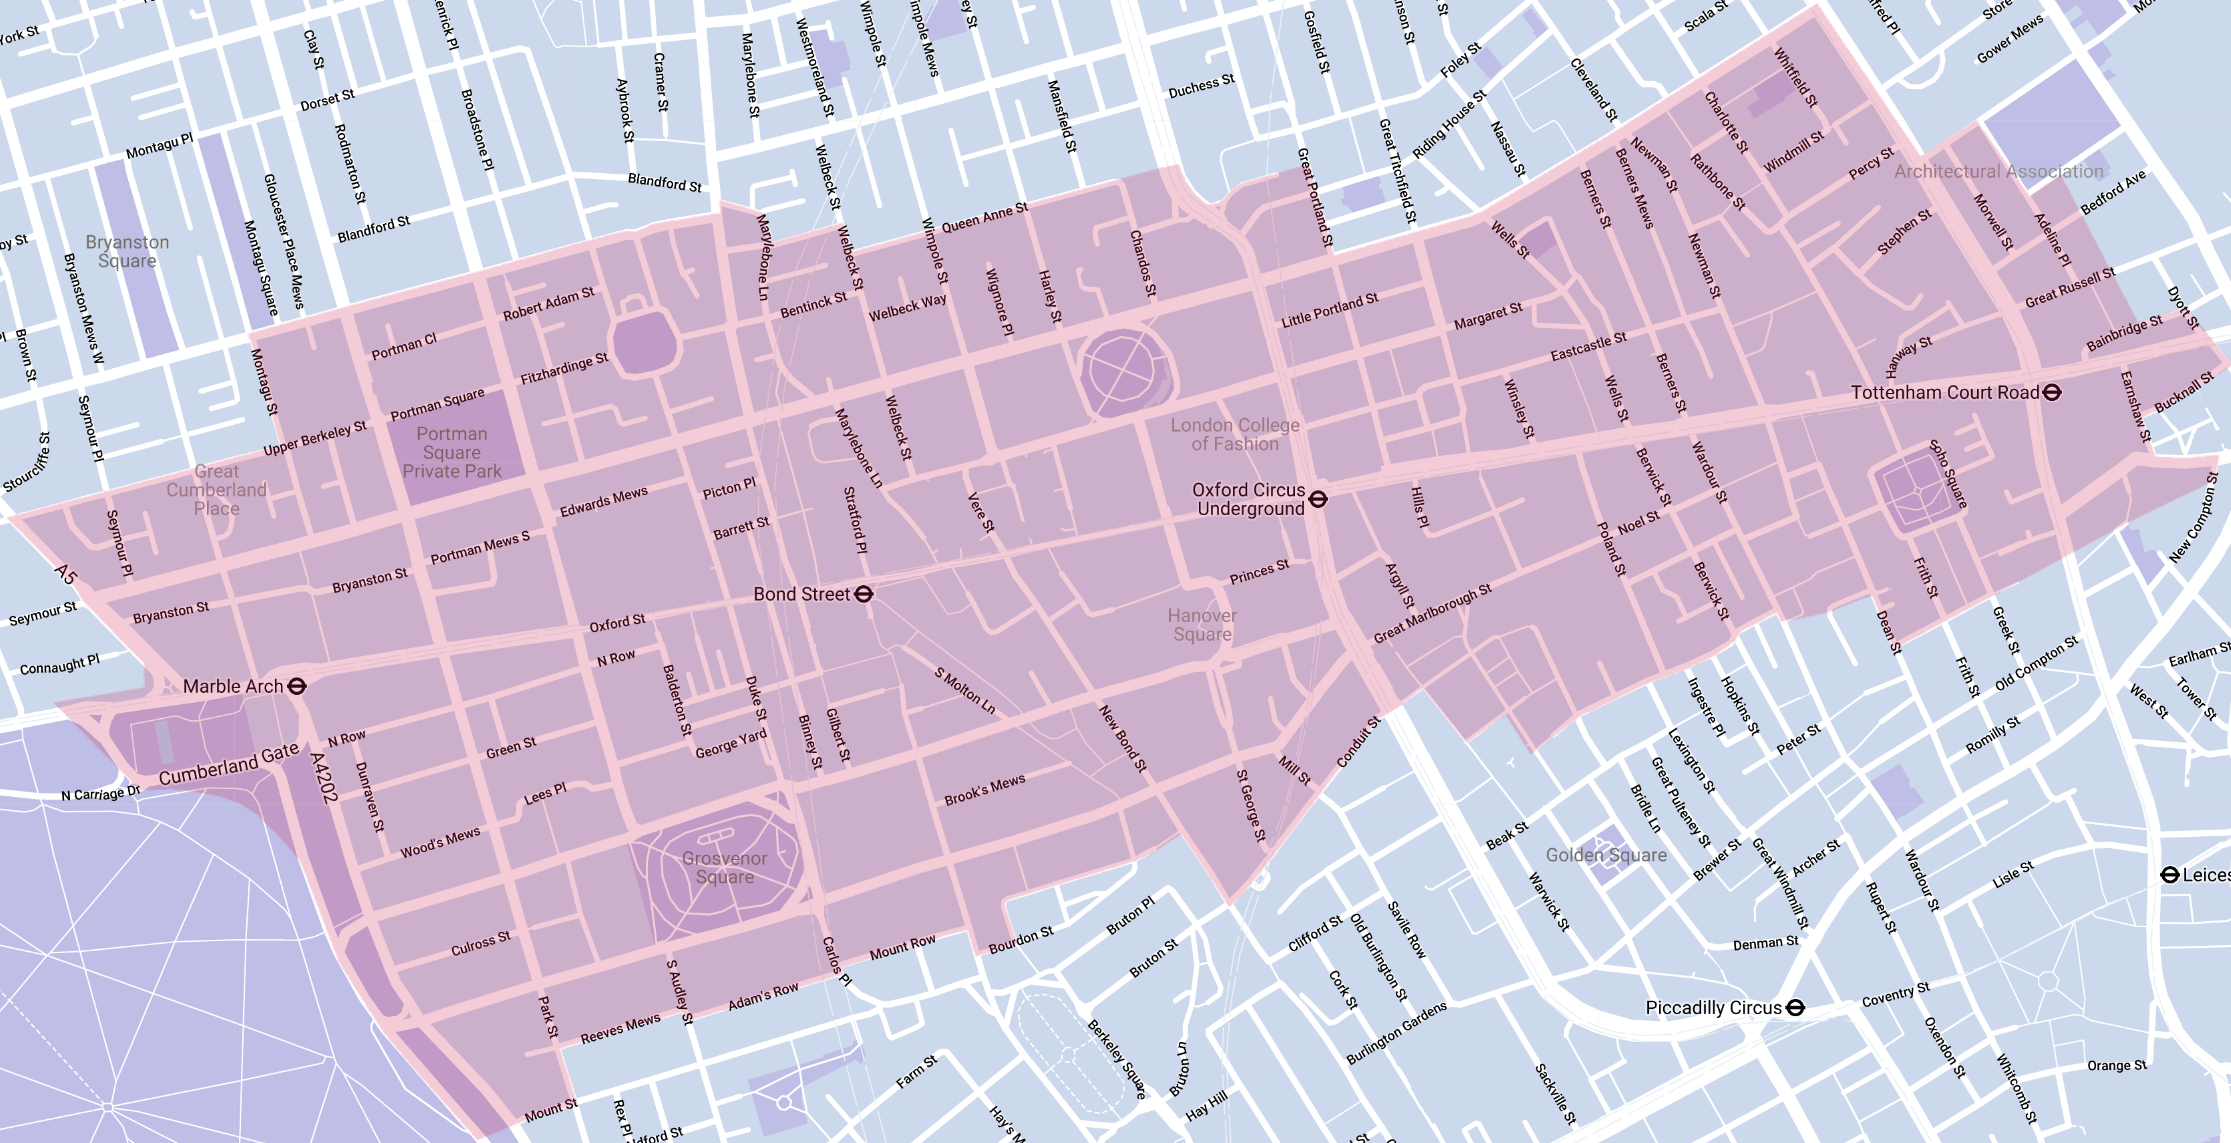 York St
Clay St
Dorset St
Montagu Pl
Rodmarton St
Broadstone Pl
Gloucester Place Mews
Montagu Square
Blandford St
Bryanston
Square
Bryanston Mews W
Brown St
Seymour Pl
Stourcliffe St
Aybrook St
Cramer St
Marylebone St
Westmoreland St
Wimpole St
Blandford St
Welbeck St
Mansfield St
Duchess St
Gosfield St
Foley St
Riding House St
Great Titchfield St
Great Portland St
Nassau St
Cleveland St
Scala St
Store
Gower Mews
Whitfield St
Charlotte St
Windmill St
Percy St
Rathbone St
Newman St
Berners Mews
Berners St
Wells St
Newman St
Architectural Association
Bedford Ave
Morwell St
Adeline Pl
Stephen St
Great Russell St
Dyott St
Bainbridge St
Hanway St
Earnshaw St
Bucknall St
Tottenham Court Road
Queen Anne St
Marylebone Ln
Welbeck St
Wimpole St
Wigmore Pl
Harley St
Chandos St
Bentinck St
Welbeck Way
Robert Adam St
Portman Cl
Fitzhardinge St
Portman Square
Upper Berkeley St
Montagu St
Portman
Square
Private Park
Great
Cumberland
Place
Little Portland St
Margaret St
Eastcastle St
Winsley St
Wells St
Berners St
London College
of Fashion
Oxford Circus
Underground
Marylebone Ln
Welbeck St
Vere St
Stratford Pl
Picton Pl
Barrett St
Edwards Mews
Portman Mews S
Bryanston St
Bryanston St
Seymour Pl
A5
Seymour St
Connaught Pl
Marble Arch
Bond Street
Oxford St
N Row
Princes St
Hanover
Square
Hills Pl
Argyll St
Great Marlborough St
Noel St
Poland St
Berwick St
Wardour St
Berwick St
Soho Square
Frith St
Dean St
Greek St
Frith St
Old Compton St
New Compton St
Earlham St
Tower St
West St
Romilly St
Peter St
Hopkins St
Ingestre Pl
Lexington St
Great Pulteney St
Bridle Ln
Beak St
Golden Square
Brewer St
Great Windmill St
Archer St
Warwick St
Rupert St
Wardour St
Lisle St
Denman St
Piccadilly Circus
Coventry St
Oxendon St
Whitcomb St
Orange St
Leices
Sackville St
Burlington Gardens
Old Burlington St
Savile Row
Cork St
Clifford St
Conduit St
Mill St
St George St
New Bond St
S Molton Ln
Brook's Mews
Balderton St
Duke St
Binney St
Gilbert St
George Yard
Green St
Lees Pl
Wood's Mews
Dunraven St
N Row
A4202
Cumberland Gate
N Carriage Dr
Grosvenor
Square
Culross St
Park St
S Audley St
Carlos Pl
Mount Row
Adam's Row
Reeves Mews
Mount St
Bourdon St
Bruton Pl
Bruton St
Bruton Ln
Berkeley Square
Farm St
Hay Hill
Rex Pl